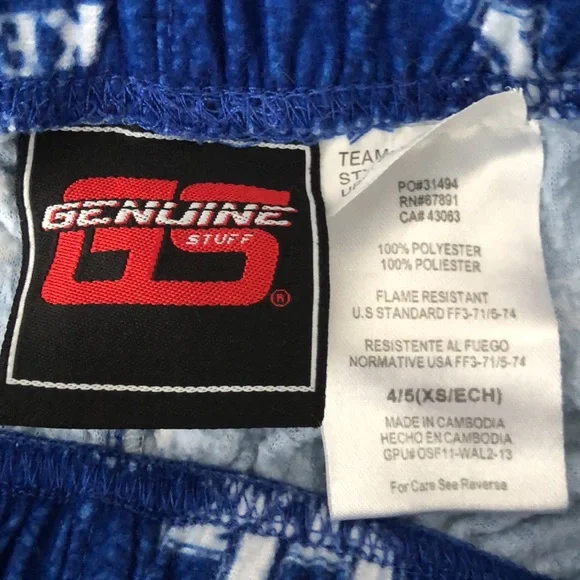 KE
GS
GENUINE
STUFF
®
TEAM
PO#31494
RN#67891
CA# 43063
100% POLYESTER
100% POLIESTER
FLAME RESISTANT
U.S STANDARD FF3-71/5-74
RESISTENTE AL FUEGO
NORMATIVE USA FF3-71/5-74
4/5(XS/ECH)
MADE IN CAMBODIA
HECHO EN CAMBODIA
GPU# OSF11-WAL2-13
For Care See Reverse